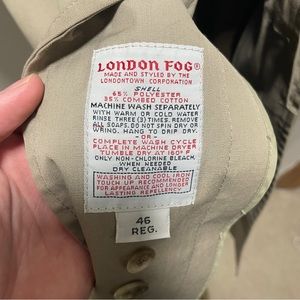 LONDON FOG®
MADE AND STYLED BY THE
LONDONTOWN CORPORATION
SHELL
65% POLYESTER
35% COMBED COTTON
MACHINE WASH SEPARATELY
WITH WARM OR COLD WATER
RINSE THREE (3) TIMES. REMOVE
ALL SOAPS. DO NOT SPIN DRY OR
WRING. HANG TO DRIP DRY.
-OR-
COMPLETE WASH CYCLE
PLACE IN MACHINE DRYER
TUMBLE DRY AT 160° F
ONLY NON-CHLORINE BLEACH,
WHEN NEEDED
DRY CLEANABLE
WASHING AND COOL IRON
TOUCH UP RECOMMENDED
FOR APPEARANCE AND LONGER
LASTING REPELLENCY
46
REG.